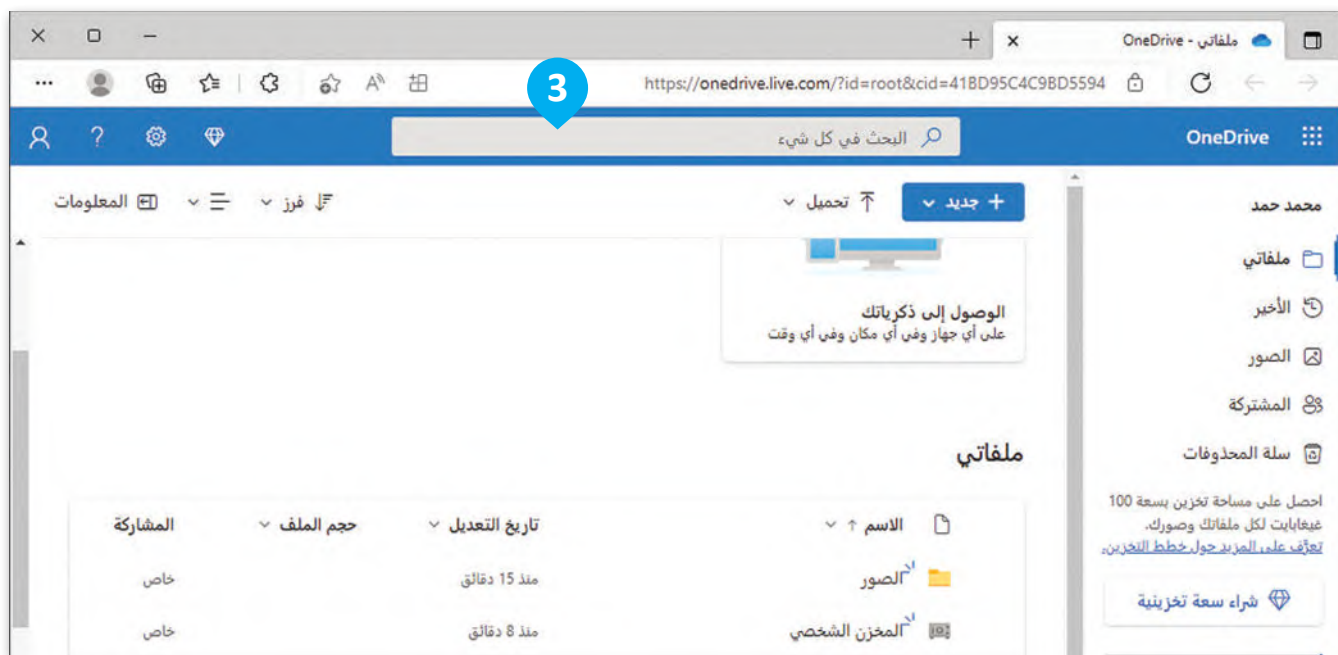 ملفاتي - OneDrive
https://onedrive.live.com/?id=root&cid=41BD95C4C9BD5594
3
OneDrive
البحث في كل شيء
?
محمد حمد
ملفاتي
الأخير
الصور
المشتركة
سلة المحذوفات
احصل على مساحة تخزين بسعة 100
غيغابايت لكل ملفاتك وصورك.
تعرَّف على المزيد حول خطط التخزين.
شراء سعة تخزينية
+ جديد
تحميل
فرز
المعلومات
الوصول إلى ذكرياتك
على أي جهاز وفي أي مكان وفي أي وقت
ملفاتي
الاسم ↑ تاريخ التعديل حجم الملف المشاركة
الصور منذ 15 دقائق خاص
المخزن الشخصي منذ 8 دقائق خاص